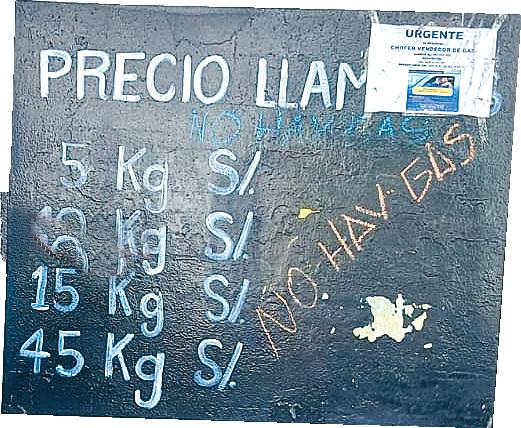 URGENTE
CHOFER VENDEDOR DE GAS
PRECIO LLAM
NO HAY GAS
5 Kg S/.
10 Kg S/.
15 Kg S/.
45 Kg S/.
NO HAY GAS